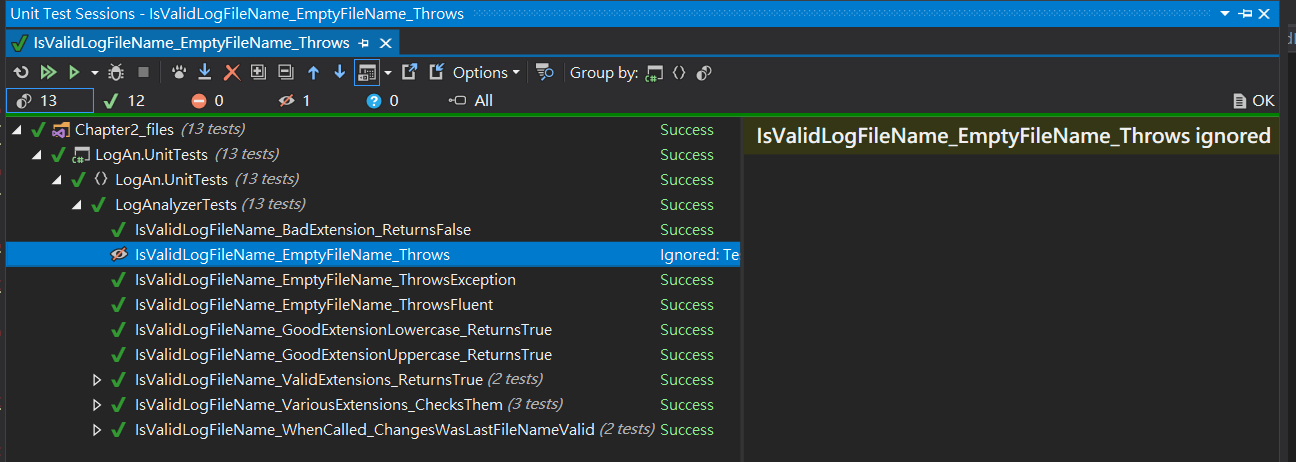 Unit Test Sessions - IsValidLogFileName_EmptyFileName_Throws
IsValidLogFileName_EmptyFileName_Throws
Options Group by:
13 12 0 1 0 All OK
Chapter2_files (13 tests) Success
LogAn.UnitTests (13 tests) Success
LogAn.UnitTests (13 tests) Success
LogAnalyzerTests (13 tests) Success
IsValidLogFileName_BadExtension_ReturnsFalse Success
IsValidLogFileName_EmptyFileName_Throws Ignored: Te
IsValidLogFileName_EmptyFileName_ThrowsException Success
IsValidLogFileName_EmptyFileName_ThrowsFluent Success
IsValidLogFileName_GoodExtensionLowercase_ReturnsTrue Success
IsValidLogFileName_GoodExtensionUppercase_ReturnsTrue Success
IsValidLogFileName_ValidExtensions_ReturnsTrue (2 tests) Success
IsValidLogFileName_VariousExtensions_ChecksThem (3 tests) Success
IsValidLogFileName_WhenCalled_ChangesWasLastFileNameValid (2 tests) Success
IsValidLogFileName_EmptyFileName_Throws ignored